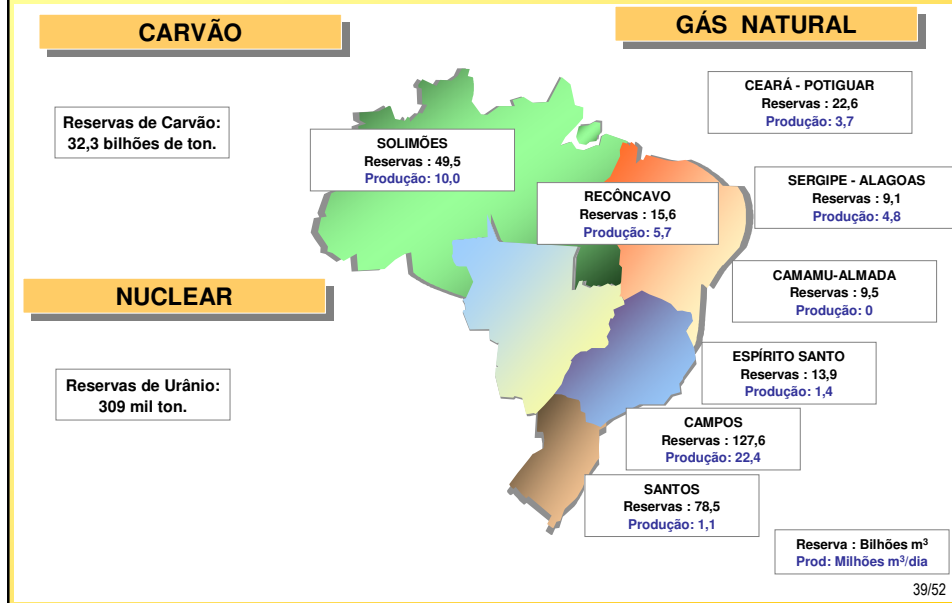 CARVÃO
GÁS NATURAL
Reservas de Carvão:
32,3 bilhões de ton.
CEARÁ - POTIGUAR
Reservas : 22,6
Produção: 3,7
SOLIMÕES
Reservas : 49,5
Produção: 10,0
RECÔNCAVO
Reservas : 15,6
Produção: 5,7
SERGIPE - ALAGOAS
Reservas : 9,1
Produção: 4,8
NUCLEAR
CAMAMU-ALMADA
Reservas : 9,5
Produção: 0
Reservas de Urânio:
309 mil ton.
ESPÍRITO SANTO
Reservas : 13,9
Produção: 1,4
CAMPOS
Reservas : 127,6
Produção: 22,4
SANTOS
Reservas : 78,5
Produção: 1,1
Reserva : Bilhões m³
Prod: Milhões m³/dia
39/52